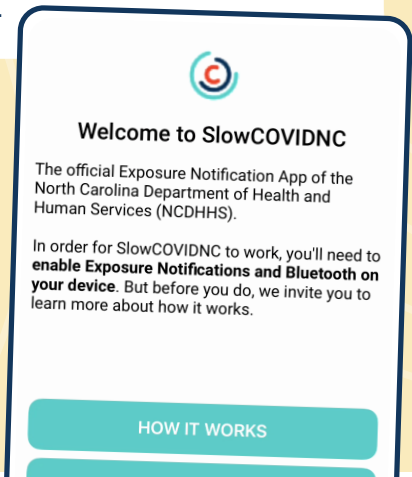 Welcome to SlowCOVIDNC
The official Exposure Notification App of the
North Carolina Department of Health and
Human Services (NCDHHS).
In order for SlowCOVIDNC to work, you'll need to
enable Exposure Notifications and Bluetooth on
your device. But before you do, we invite you to
learn more about how it works.
HOW IT WORKS